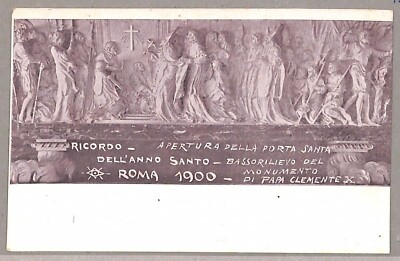 RICORDO - APERTURA DELLA PORTA SANTA
DELL'ANNO SANTO - BASSORILIEVO DEL
ROMA 1900 - MONUMENTO
DI PAPA CLEMENTE X.